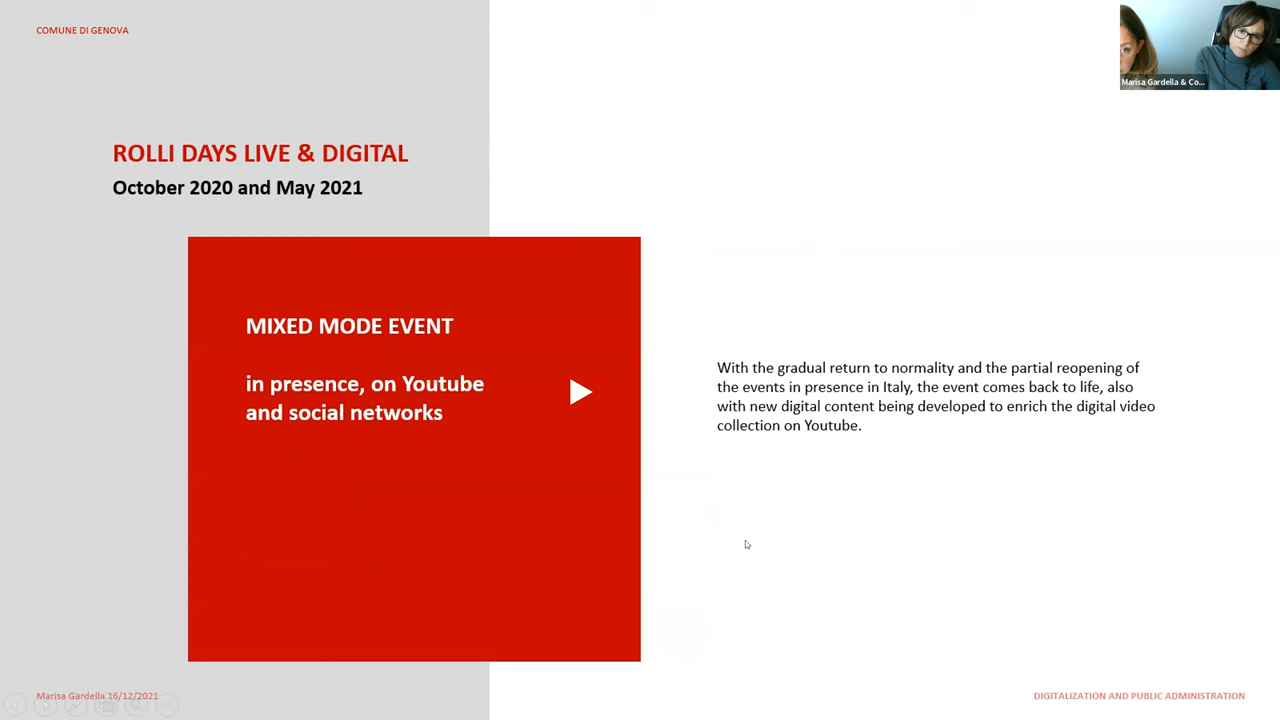 COMUNE DI GENOVA
Marisa Gardella & Co...
ROLLI DAYS LIVE & DIGITAL
October 2020 and May 2021
MIXED MODE EVENT
in presence, on Youtube
and social networks
With the gradual return to normality and the partial reopening of
the events in presence in Italy, the event comes back to life, also
with new digital content being developed to enrich the digital video
collection on Youtube.
Marisa Gardella 16/12/2021
DIGITALIZATION AND PUBLIC ADMINISTRATION